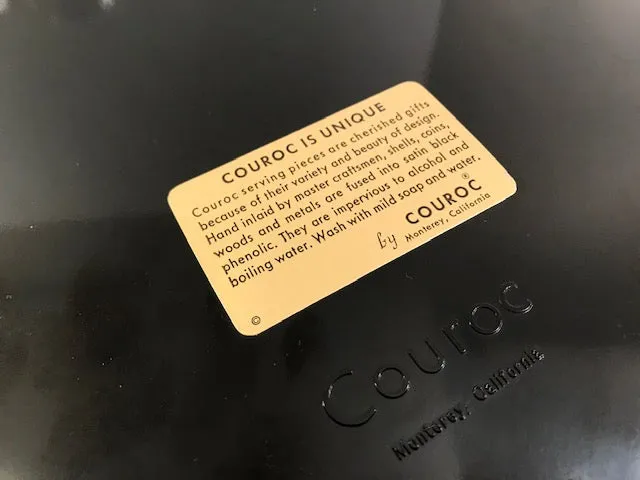 COUROC IS UNIQUE
Couroc serving pieces are cherished gifts
because of their variety and beauty of design.
Hand inlaid by master craftsmen, shells, coins,
woods and metals are fused into satin black
phenolic. They are impervious to alcohol and
boiling water. Wash with mild soap and water.
by COUROC®
Monterey, California
©
Couroc
Monterey, California